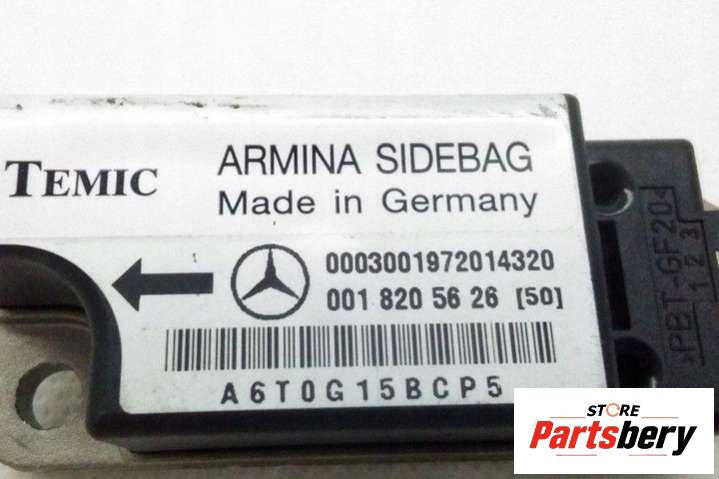 TEMIC
ARMINA SIDEBAG
Made in Germany
0003001972014320
001 820 56 26 [50]
A6T0G15BCP5
>PBT-GF20<
1 2 3
STORE
Partsbery